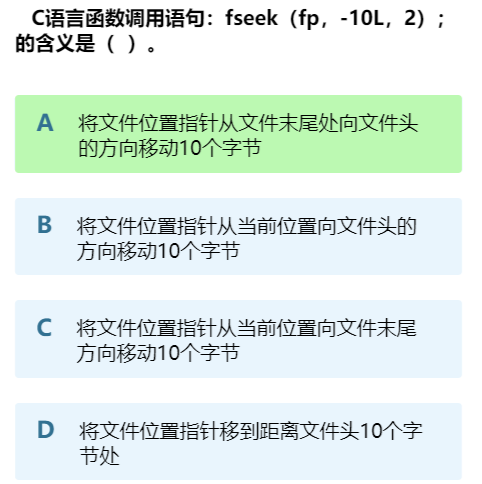 C语言函数调用语句：fseek（fp，-10L，2）；
的含义是（ ）。
A 将文件位置指针从文件末尾处向文件头
的方向移动10个字节
B 将文件位置指针从当前位置向文件头的
方向移动10个字节
C 将文件位置指针从当前位置向文件末尾
方向移动10个字节
D 将文件位置指针移到距离文件头10个字
节处